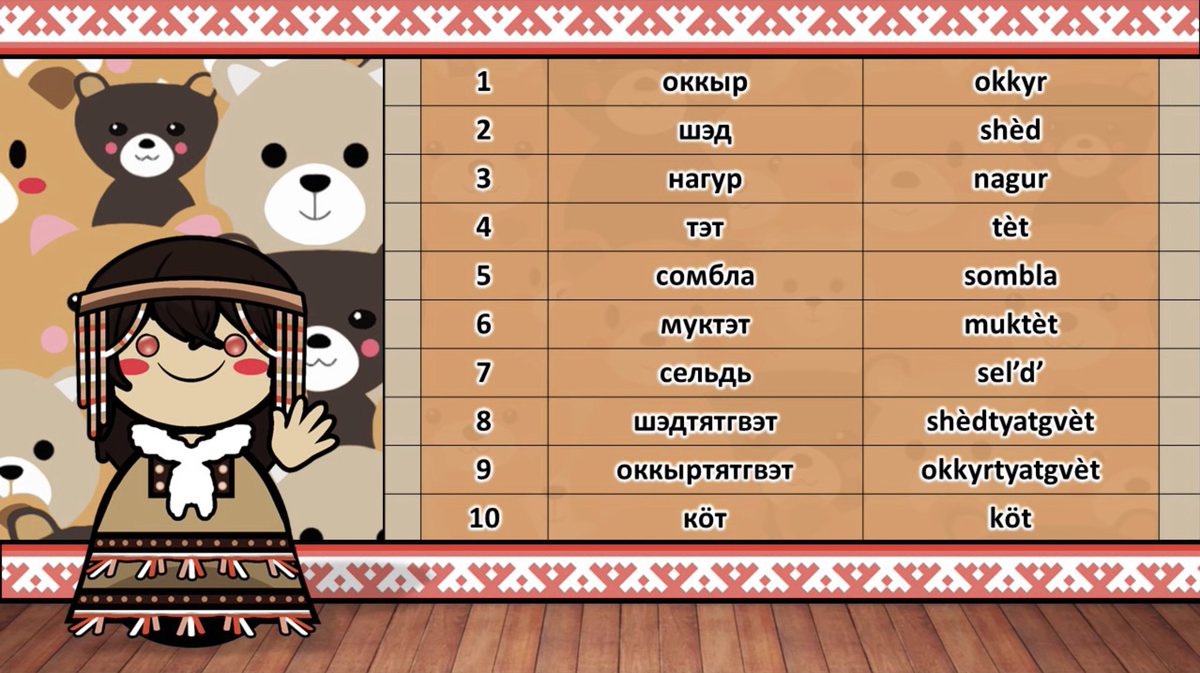 1 оккыр okkyr
2 шэд shèd
3 нагур nagur
4 тэт tèt
5 сомбла sombla
6 муктэт muktèt
7 сельдь sel’d’
8 шэдтятгвэт shèdtyatgvèt
9 оккыртятгвэт okkyrtyatgvèt
10 кӧт köt